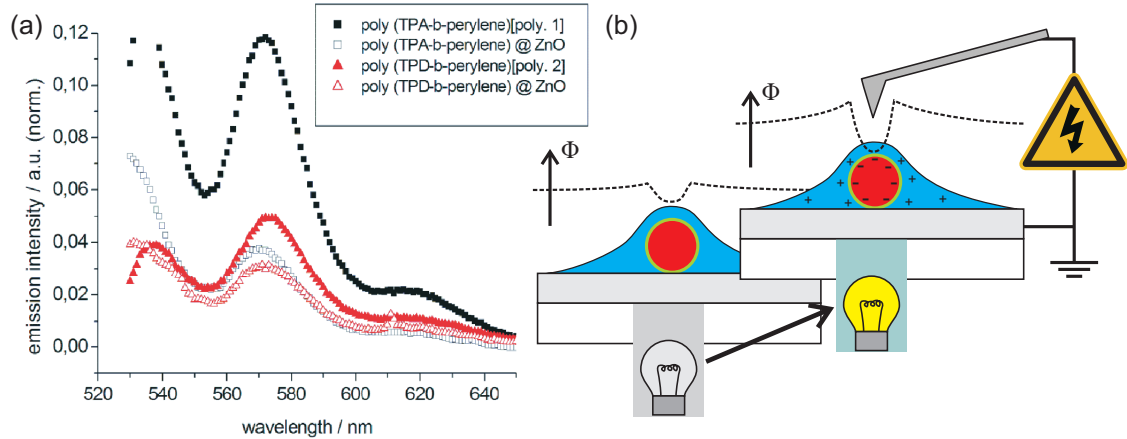 (a)
0,12
0,10
0,08
0,06
0,04
0,02
0,00
emission intensity / a.u. (norm.)
520 540 560 580 600 620 640
wavelength / nm
poly (TPA-b-perylene)[poly. 1]
poly (TPA-b-perylene) @ ZnO
poly (TPD-b-perylene)[poly. 2]
poly (TPD-b-perylene) @ ZnO
(b)
Φ
Φ
+ + + + + + + +
- - - - - -